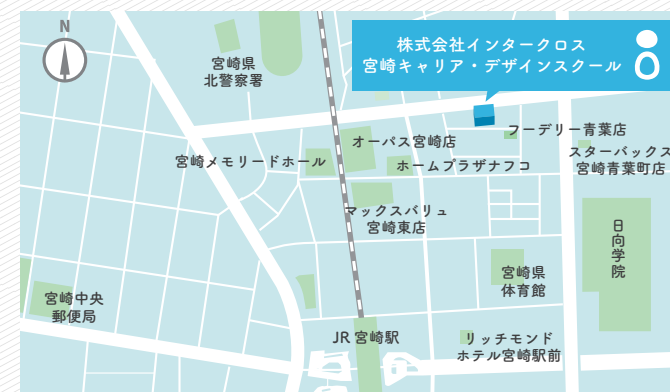 N
株式会社インタークロス
宮崎キャリア・デザインスクール
宮崎県
北警察署
フーデリー青葉店
オーパス宮崎店
スターバックス
宮崎青葉町店
宮崎メモリードホール
ホームプラザナフコ
マックスバリュ
宮崎東店
日向学院
宮崎県
体育館
宮崎中央
郵便局
JR 宮崎駅
リッチモンド
ホテル宮崎駅前